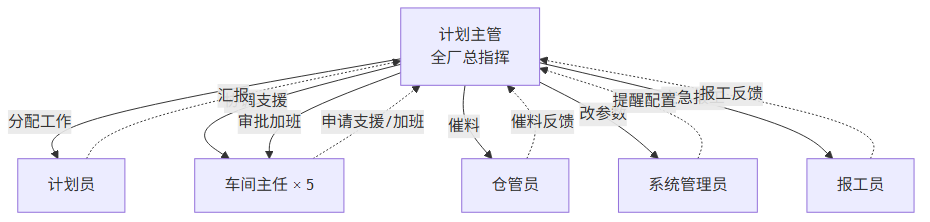 计划主管
全厂总指挥
汇报
调支援
报工反馈
提醒配置
急
审批加班
分配工作
申请支援/加班
催料
催料反馈
改参数
计划员
车间主任 × 5
仓管员
系统管理员
报工员